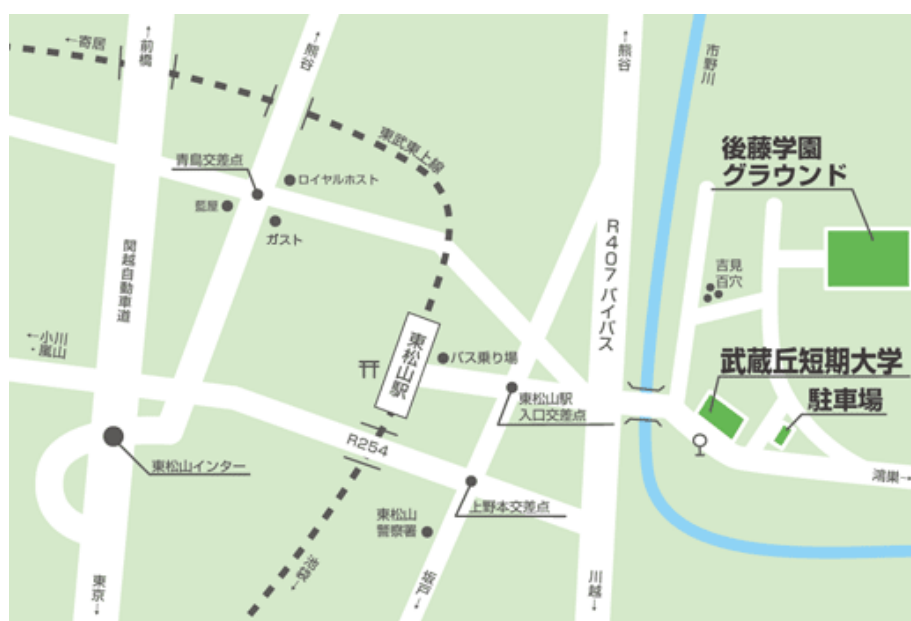 ←寄居
←前橋
←熊谷
←熊谷
市野川
東武東上線
後藤学園
グラウンド
青鳥交差点
ロイヤルホスト
藍屋
ガスト
関越自動車道
R407バイパス
吉見
百穴
←小川
・嵐山
東松山駅
バス乗り場
武蔵丘短期大学
東松山駅
入口交差点
駐車場
R254
東松山インター
鴻巣→
上野本交差点
東松山
警察署
池袋→
東京→
坂戸→
川越→